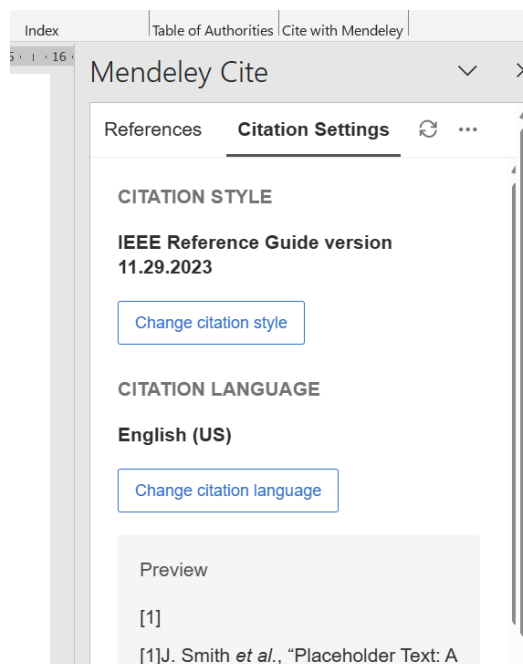 Index
Table of Authorities
Cite with Mendeley
16
Mendeley Cite
References
Citation Settings
CITATION STYLE
IEEE Reference Guide version
11.29.2023
Change citation style
CITATION LANGUAGE
English (US)
Change citation language
Preview
[1]
[1]J. Smith et al., “Placeholder Text: A